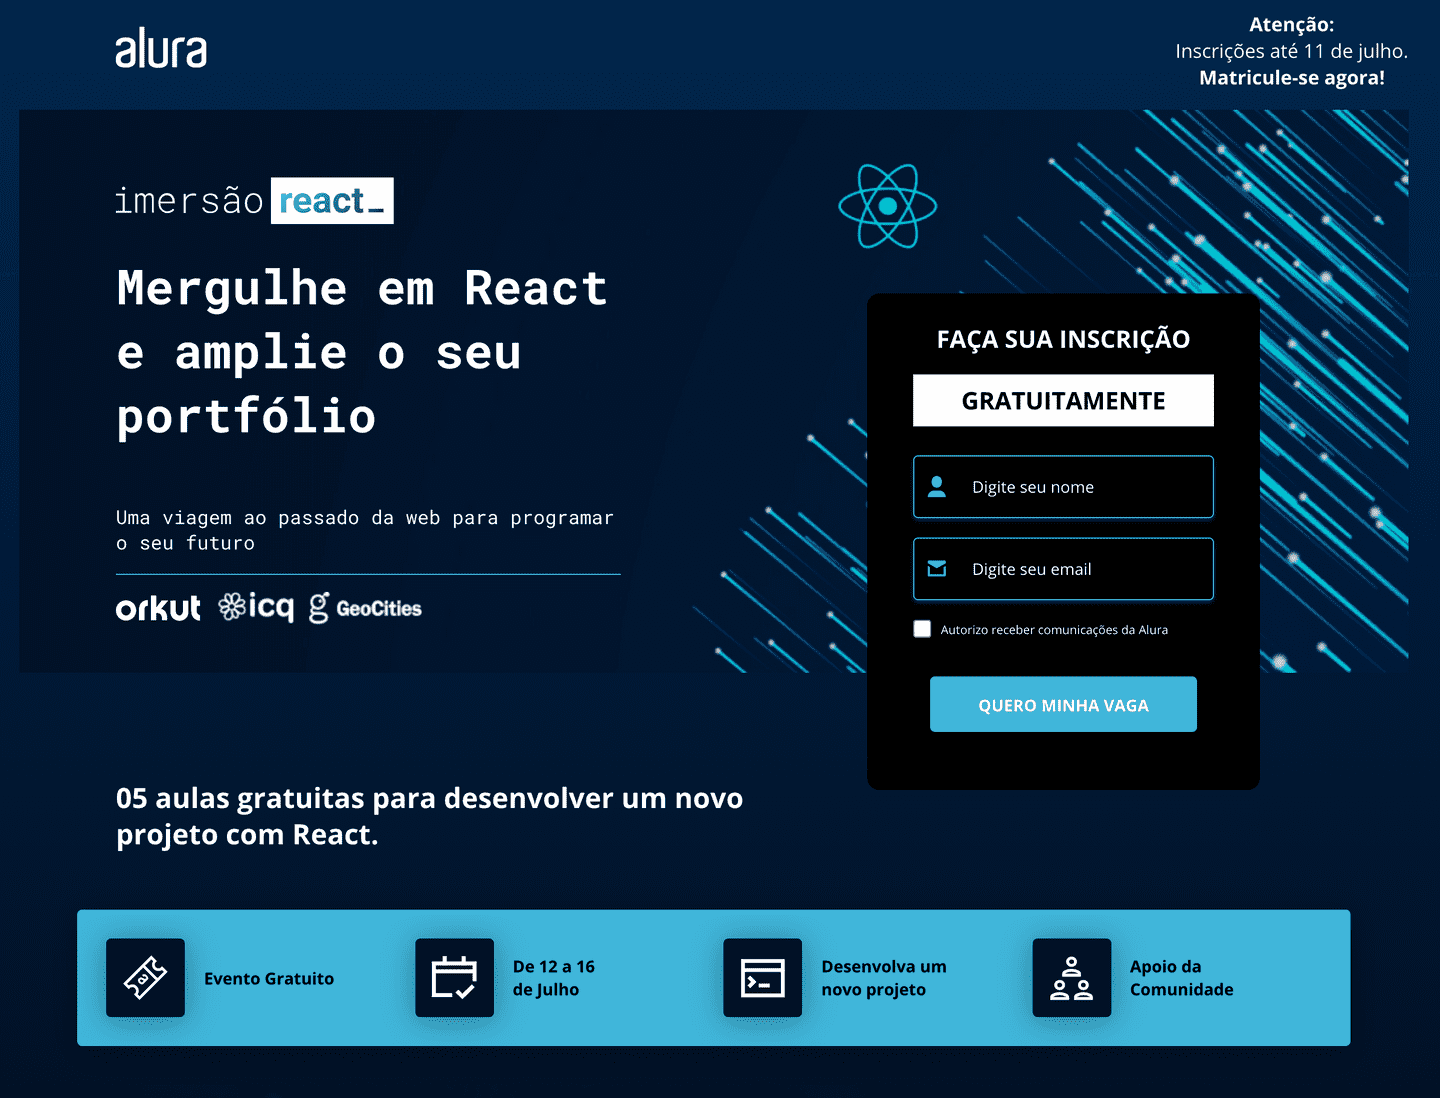 alura
Atenção:
Inscrições até 11 de julho.
Matricule-se agora!
imersão react_
Mergulhe em React
e amplie o seu
portfólio
Uma viagem ao passado da web para programar
o seu futuro
orkut icq g GeoCities
FAÇA SUA INSCRIÇÃO
GRATUITAMENTE
Digite seu nome
Digite seu email
Autorizo receber comunicações da Alura
QUERO MINHA VAGA
05 aulas gratuitas para desenvolver um novo
projeto com React.
Evento Gratuito
De 12 a 16
de Julho
Desenvolva um
novo projeto
Apoio da
Comunidade